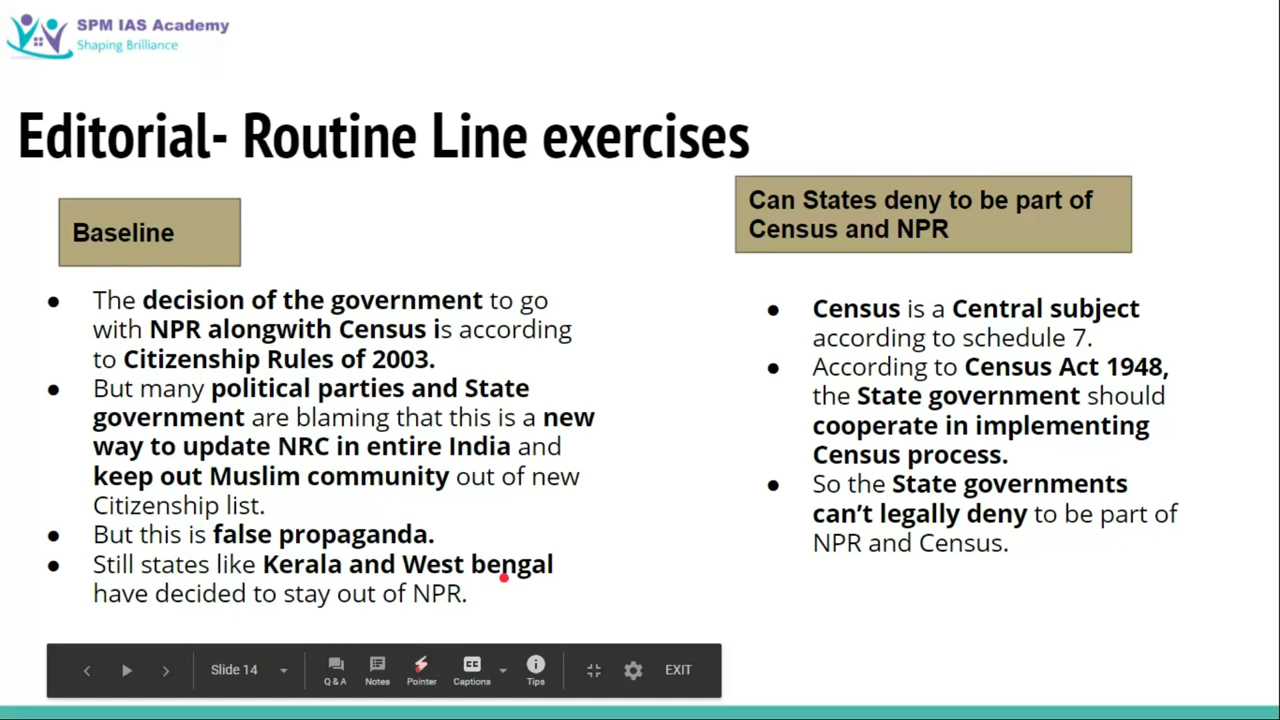 SPM IAS Academy
Shaping Brilliance
Editorial- Routine Line exercises
Baseline
● The decision of the government to go
with NPR alongwith Census is according
to Citizenship Rules of 2003.
● But many political parties and State
government are blaming that this is a new
way to update NRC in entire India and
keep out Muslim community out of new
Citizenship list.
● But this is false propaganda.
● Still states like Kerala and West bengal
have decided to stay out of NPR.
Can States deny to be part of
Census and NPR
● Census is a Central subject
according to schedule 7.
● According to Census Act 1948,
the State government should
cooperate in implementing
Census process.
● So the State governments
can't legally deny to be part of
NPR and Census.
Slide 14
Q & A
Notes
Pointer
CC
Captions
Tips
EXIT